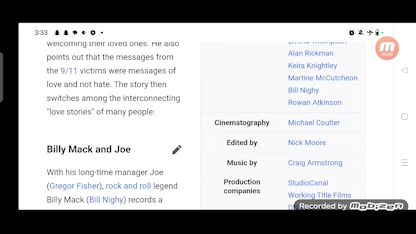 3:33
welcoming their loved ones. He also
points out that the messages from
the 9/11 victims were messages of
love and not hate. The story then
switches among the interconnecting
"love stories" of many people:
Billy Mack and Joe
With his long-time manager Joe
(Gregor Fisher), rock and roll legend
Billy Mack (Bill Nighy) records a
Emma Thompson
Alan Rickman
Keira Knightley
Martine McCutcheon
Bill Nighy
Rowan Atkinson
Cinematography Michael Coulter
Edited by Nick Moore
Music by Craig Armstrong
Production
companies
StudioCanal
Working Title Films
Recorded by Mobizen